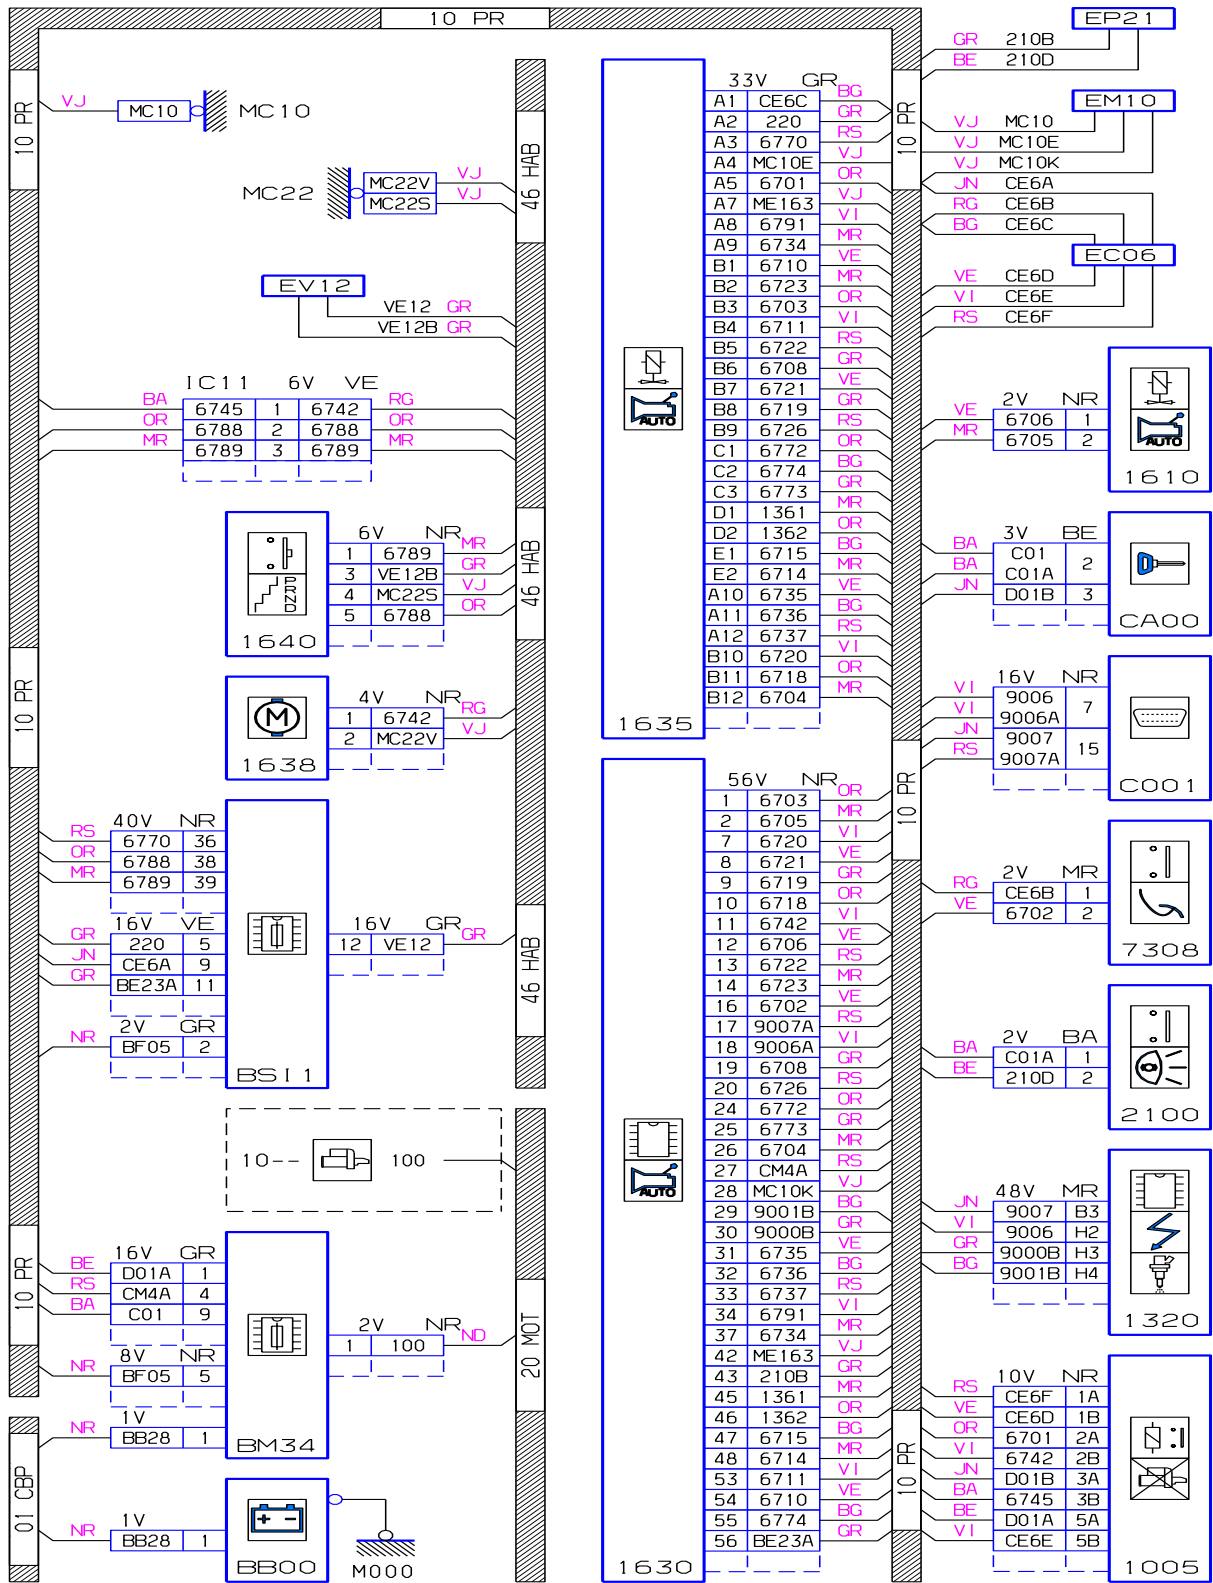 10 PR
10 PR
VJ MC10 MC10
MC22 MC22V VJ
MC22S VJ
46 HAB
EV12
VE12 GR
VE12B GR
IC11 6V VE
BA 6745 1 6742 RG
OR 6788 2 6788 OR
MR 6789 3 6789 MR
6V NR
1 6789 MR
3 VE12B GR
4 MC22S VJ
5 6788 OR
1640
46 HAB
10 PR
4V NR
1 6742 RG
2 MC22V VJ
M
1638
40V NR
RS 6770 36
OR 6788 38
MR 6789 39
16V VE
GR 220 5
JN CE6A 9
GR BE23A 11
2V GR
NR BF05 2
16V GR
12 VE12 GR
BSI1
46 HAB
10-- 100
10 PR
16V GR
BE D01A 1
RS CM4A 4
BA C01 9
8V NR
NR BF05 5
1V
NR BB28 1
2V NR
1 100 ND
BM34
20 MOT
01 CBP
1V
NR BB28 1
+ -
BB00
M000
33V GR
A1 CE6C BG
A2 220 GR
A3 6770 RS
A4 MC10E VJ
A5 6701 OR
A7 ME163 VJ
A8 6791 VI
A9 6734 MR
B1 6710 VE
B2 6723 MR
B3 6703 OR
B4 6711 VI
B5 6722 RS
B6 6708 GR
B7 6721 VE
B8 6719 GR
B9 6726 RS
C1 6772 OR
C2 6774 BG
C3 6773 GR
D1 1361 MR
D2 1362 OR
E1 6715 BG
E2 6714 MR
A10 6735 VE
A11 6736 BG
A12 6737 RS
B10 6720 VI
B11 6718 OR
B12 6704 MR
AUTO
1635
56V NR
1 6703 OR
2 6705 MR
7 6720 VI
8 6721 VE
9 6719 GR
10 6718 OR
11 6742 VI
12 6706 VE
13 6722 RS
14 6723 MR
16 6702 VE
17 9007A RS
18 9006A VI
19 6708 GR
20 6726 RS
24 6772 OR
25 6773 GR
26 6704 MR
27 CM4A RS
28 MC10K VJ
29 9001B BG
30 9000B GR
31 6735 VE
32 6736 BG
33 6737 RS
34 6791 VI
37 6734 MR
42 ME163 VJ
43 210B GR
45 1361 MR
46 1362 OR
47 6715 BG
48 6714 MR
53 6711 VI
54 6710 VE
55 6774 BG
56 BE23A GR
AUTO
1630
10 PR
EP21
GR 210B
BE 210D
EM10
VJ MC10
VJ MC10E
VJ MC10K
JN CE6A
RG CE6B
BG CE6C
EC06
VE CE6D
VI CE6E
RS CE6F
2V NR
VE 6706 1
MR 6705 2
AUTO
1610
3V BE
BA C01 2
BA C01A
JN D01B 3
CA00
16V NR
VI 9006 7
VI 9006A
JN 9007 15
RS 9007A
C001
10 PR
2V MR
RG CE6B 1
VE 6702 2
7308
2V BA
BA C01A 1
BE 210D 2
2100
48V MR
JN 9007 B3
VI 9006 H2
GR 9000B H3
BG 9001B H4
1320
10V NR
RS CE6F 1A
VE CE6D 1B
OR 6701 2A
VI 6742 2B
JN D01B 3A
BA 6745 3B
BE D01A 5A
VI CE6E 5B
1005
10 PR
PRND